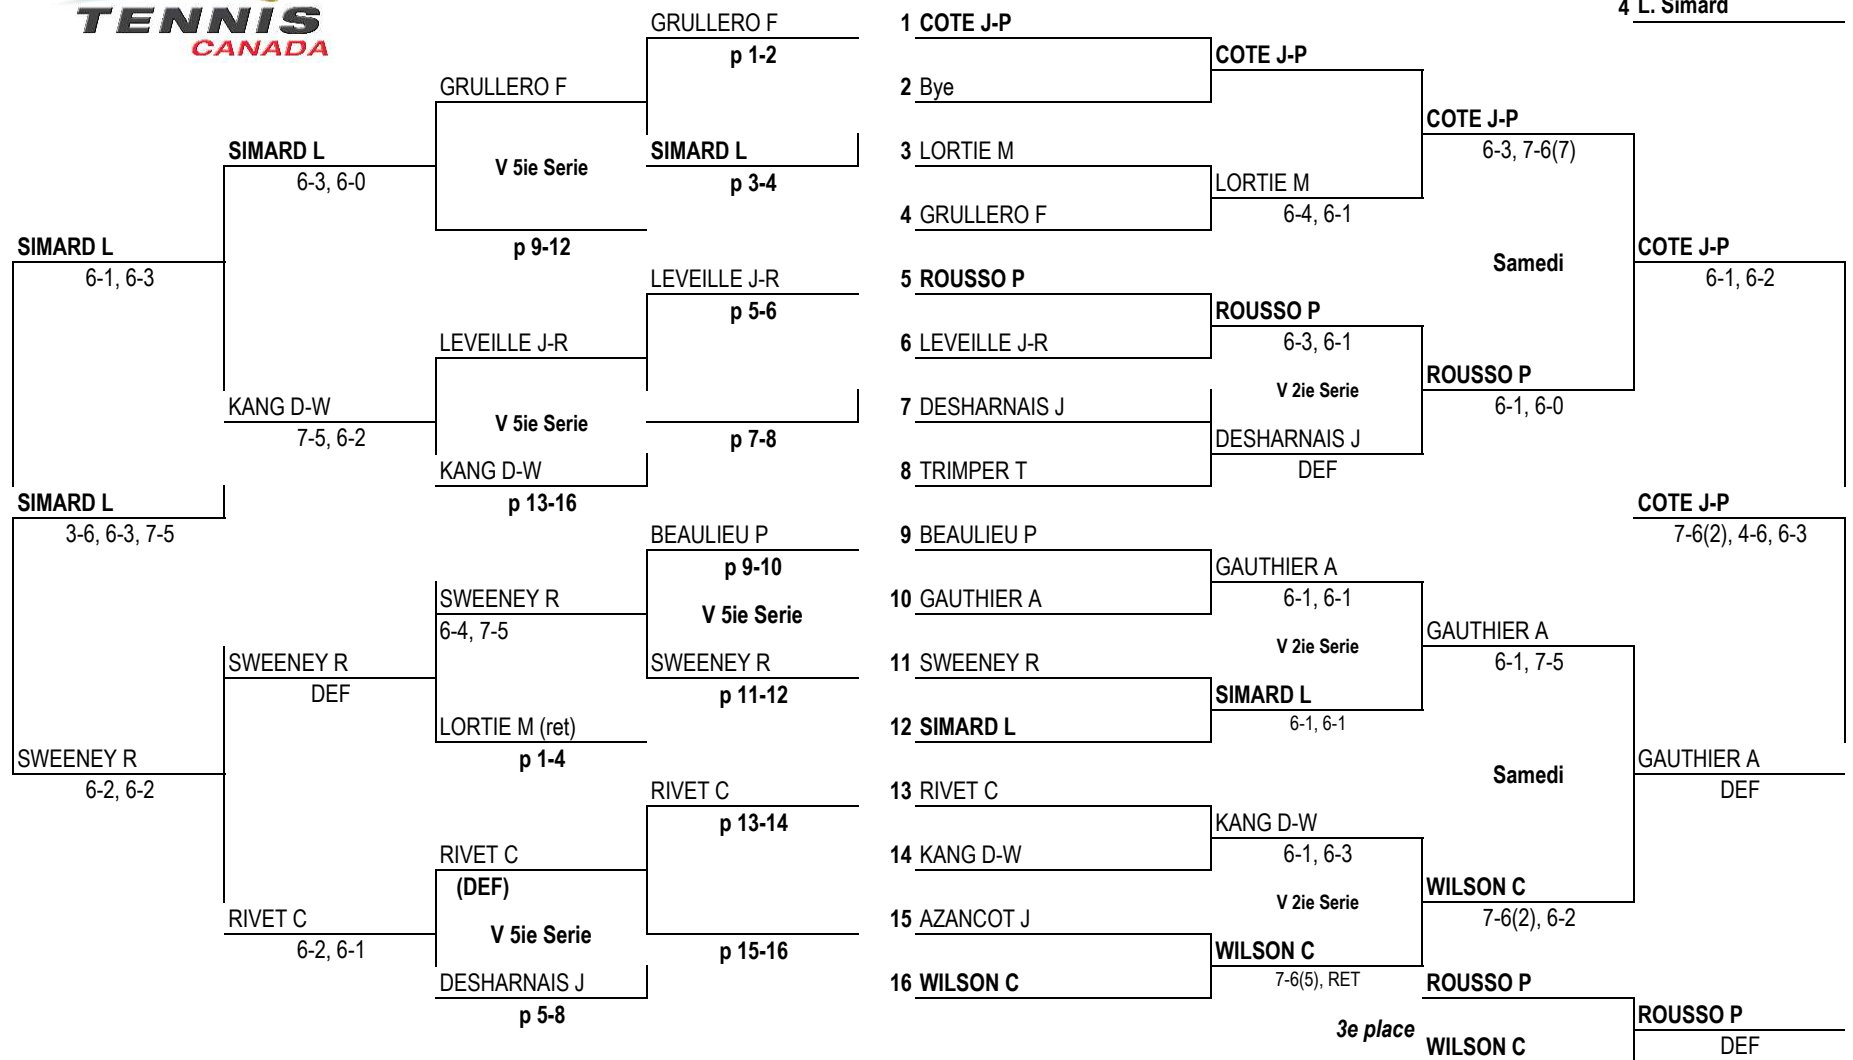 TENNIS
CANADA
4 L. Simard
GRULLERO F
p 1-2
GRULLERO F
SIMARD L
V 5ie Serie
SIMARD L
6-3, 6-0
p 3-4
SIMARD L
p 9-12
6-1, 6-3
LEVEILLE J-R
p 5-6
LEVEILLE J-R
KANG D-W
V 5ie Serie
7-5, 6-2
p 7-8
KANG D-W
SIMARD L
p 13-16
3-6, 6-3, 7-5
BEAULIEU P
p 9-10
SWEENEY R
V 5ie Serie
6-4, 7-5
SWEENEY R
SWEENEY R
DEF
p 11-12
LORTIE M (ret)
SWEENEY R
p 1-4
6-2, 6-2
RIVET C
p 13-14
RIVET C
(DEF)
RIVET C
V 5ie Serie
6-2, 6-1
p 15-16
DESHARNAIS J
p 5-8
1 COTE J-P
2 Bye
3 LORTIE M
4 GRULLERO F
5 ROUSSO P
6 LEVEILLE J-R
7 DESHARNAIS J
8 TRIMPER T
9 BEAULIEU P
10 GAUTHIER A
11 SWEENEY R
12 SIMARD L
13 RIVET C
14 KANG D-W
15 AZANCOT J
16 WILSON C
COTE J-P
LORTIE M
6-4, 6-1
ROUSSO P
6-3, 6-1
V 2ie Serie
DESHARNAIS J
DEF
GAUTHIER A
6-1, 6-1
V 2ie Serie
SIMARD L
6-1, 6-1
KANG D-W
6-1, 6-3
V 2ie Serie
WILSON C
7-6(5), RET
COTE J-P
6-3, 7-6(7)
Samedi
ROUSSO P
6-1, 6-0
GAUTHIER A
6-1, 7-5
Samedi
WILSON C
7-6(2), 6-2
COTE J-P
6-1, 6-2
COTE J-P
7-6(2), 4-6, 6-3
GAUTHIER A
DEF
3e place
ROUSSO P
WILSON C
ROUSSO P
DEF